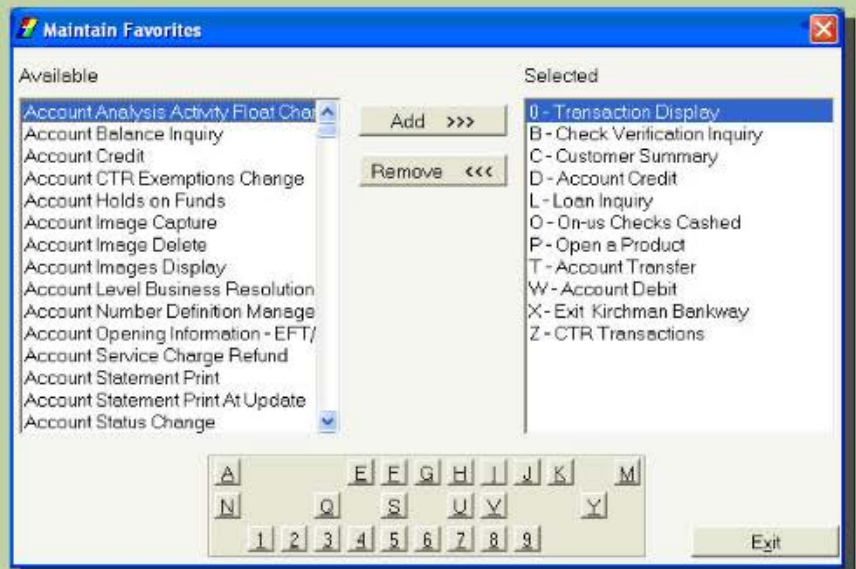 Maintain Favorites
Available
Account Analysis Activity Float Char
Account Balance Inquiry
Account Credit
Account CTR Exemptions Change
Account Holds on Funds
Account Image Capture
Account Image Delete
Account Images Display
Account Level Business Resolution
Account Number Definition Manage
Account Opening Information - EFT/
Account Service Charge Refund
Account Statement Print
Account Statement Print At Update
Account Status Change
Add >>>
Remove <<<
Selected
0 - Transaction Display
B - Check Verification Inquiry
C - Customer Summary
D - Account Credit
L - Loan Inquiry
O - On-us Checks Cashed
P - Open a Product
T - Account Transfer
W - Account Debit
X - Exit Kirchman Bankway
Z - CTR Transactions
A E F G H I J K M
N Q S U V Y
1 2 3 4 5 6 7 8 9
Exit